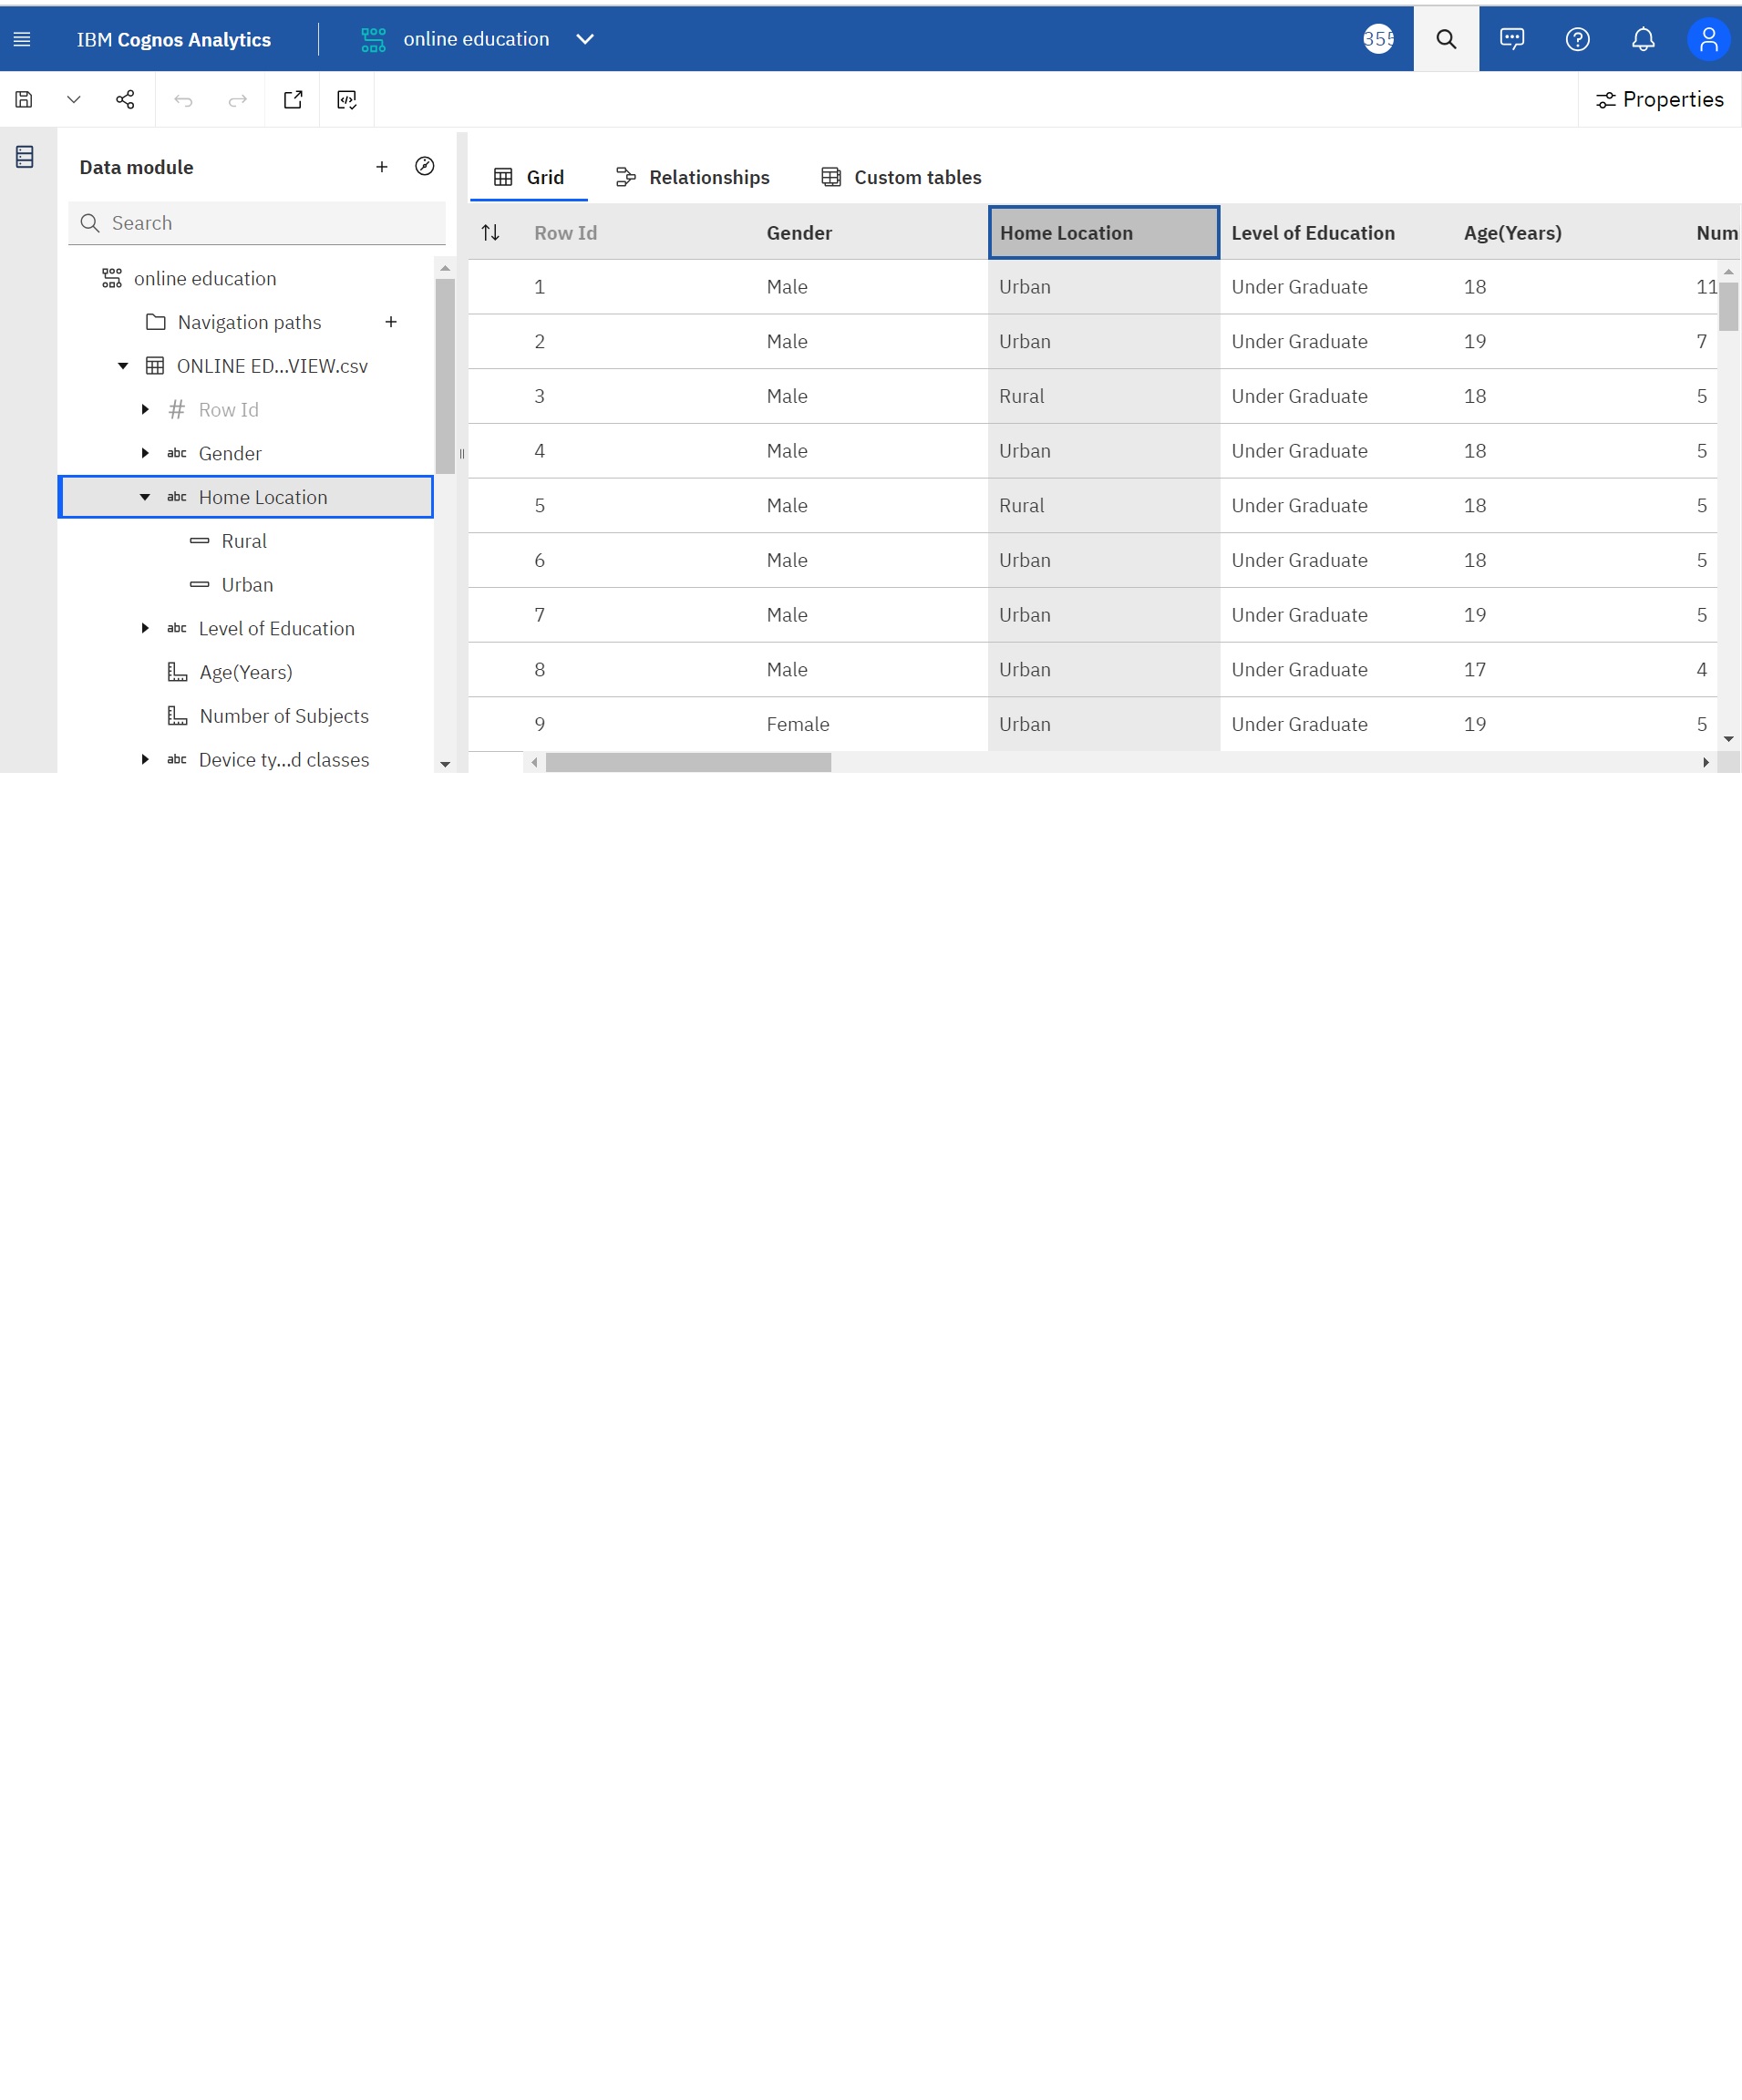 IBM Cognos Analytics
online education
355
Properties
Data module
Search
online education
Navigation paths
ONLINE ED...VIEW.csv
# Row Id
abc Gender
abc Home Location
Rural
Urban
abc Level of Education
Age(Years)
Number of Subjects
abc Device ty...d classes
Grid Relationships Custom tables
Row Id Gender Home Location Level of Education Age(Years) Num
1 Male Urban Under Graduate 18 11
2 Male Urban Under Graduate 19 7
3 Male Rural Under Graduate 18 5
4 Male Urban Under Graduate 18 5
5 Male Rural Under Graduate 18 5
6 Male Urban Under Graduate 18 5
7 Male Urban Under Graduate 19 5
8 Male Urban Under Graduate 17 4
9 Female Urban Under Graduate 19 5